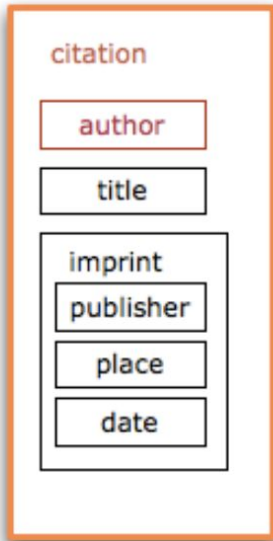 citation
author
title
imprint
publisher
place
date